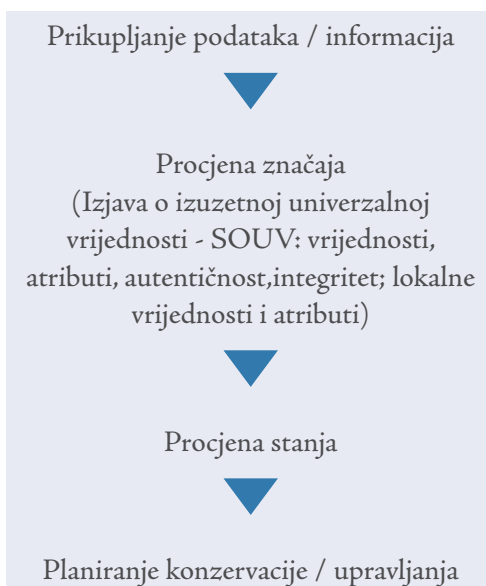 Prikupljanje podataka / informacija
Procjena značaja
(Izjava o izuzetnoj univerzalnoj
vrijednosti - SOUV: vrijednosti,
atributi, autentičnost,integritet; lokalne
vrijednosti i atributi)
Procjena stanja
Planiranje konzervacije / upravljanja